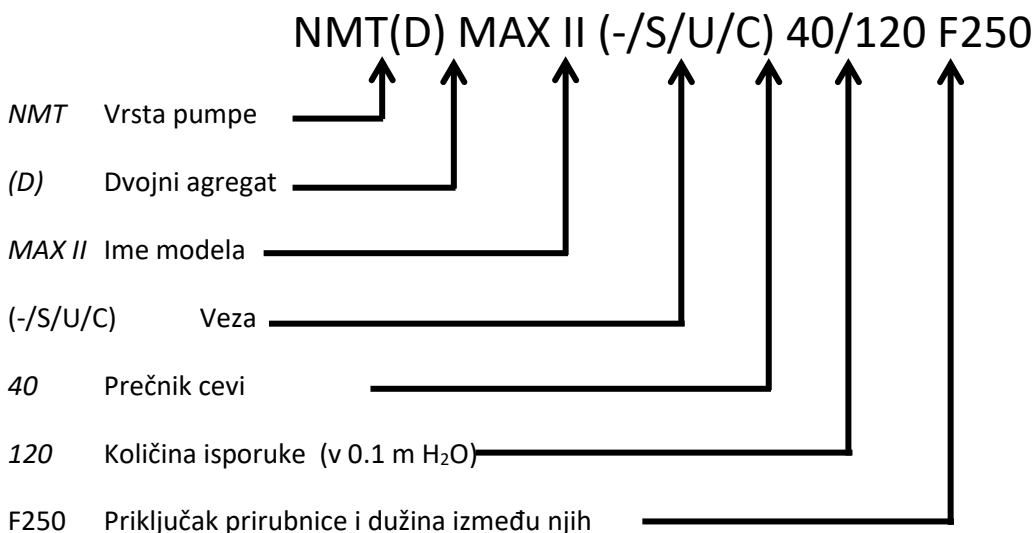 NMT(D) MAX II (-/S/U/C) 40/120 F250
NMT Vrsta pumpe
(D) Dvojni agregat
MAX II Ime modela
(-/S/U/C) Veza
40 Prečnik cevi
120 Količina isporuke (v 0.1 m H₂O)
F250 Priključak prirubnice i dužina između njih